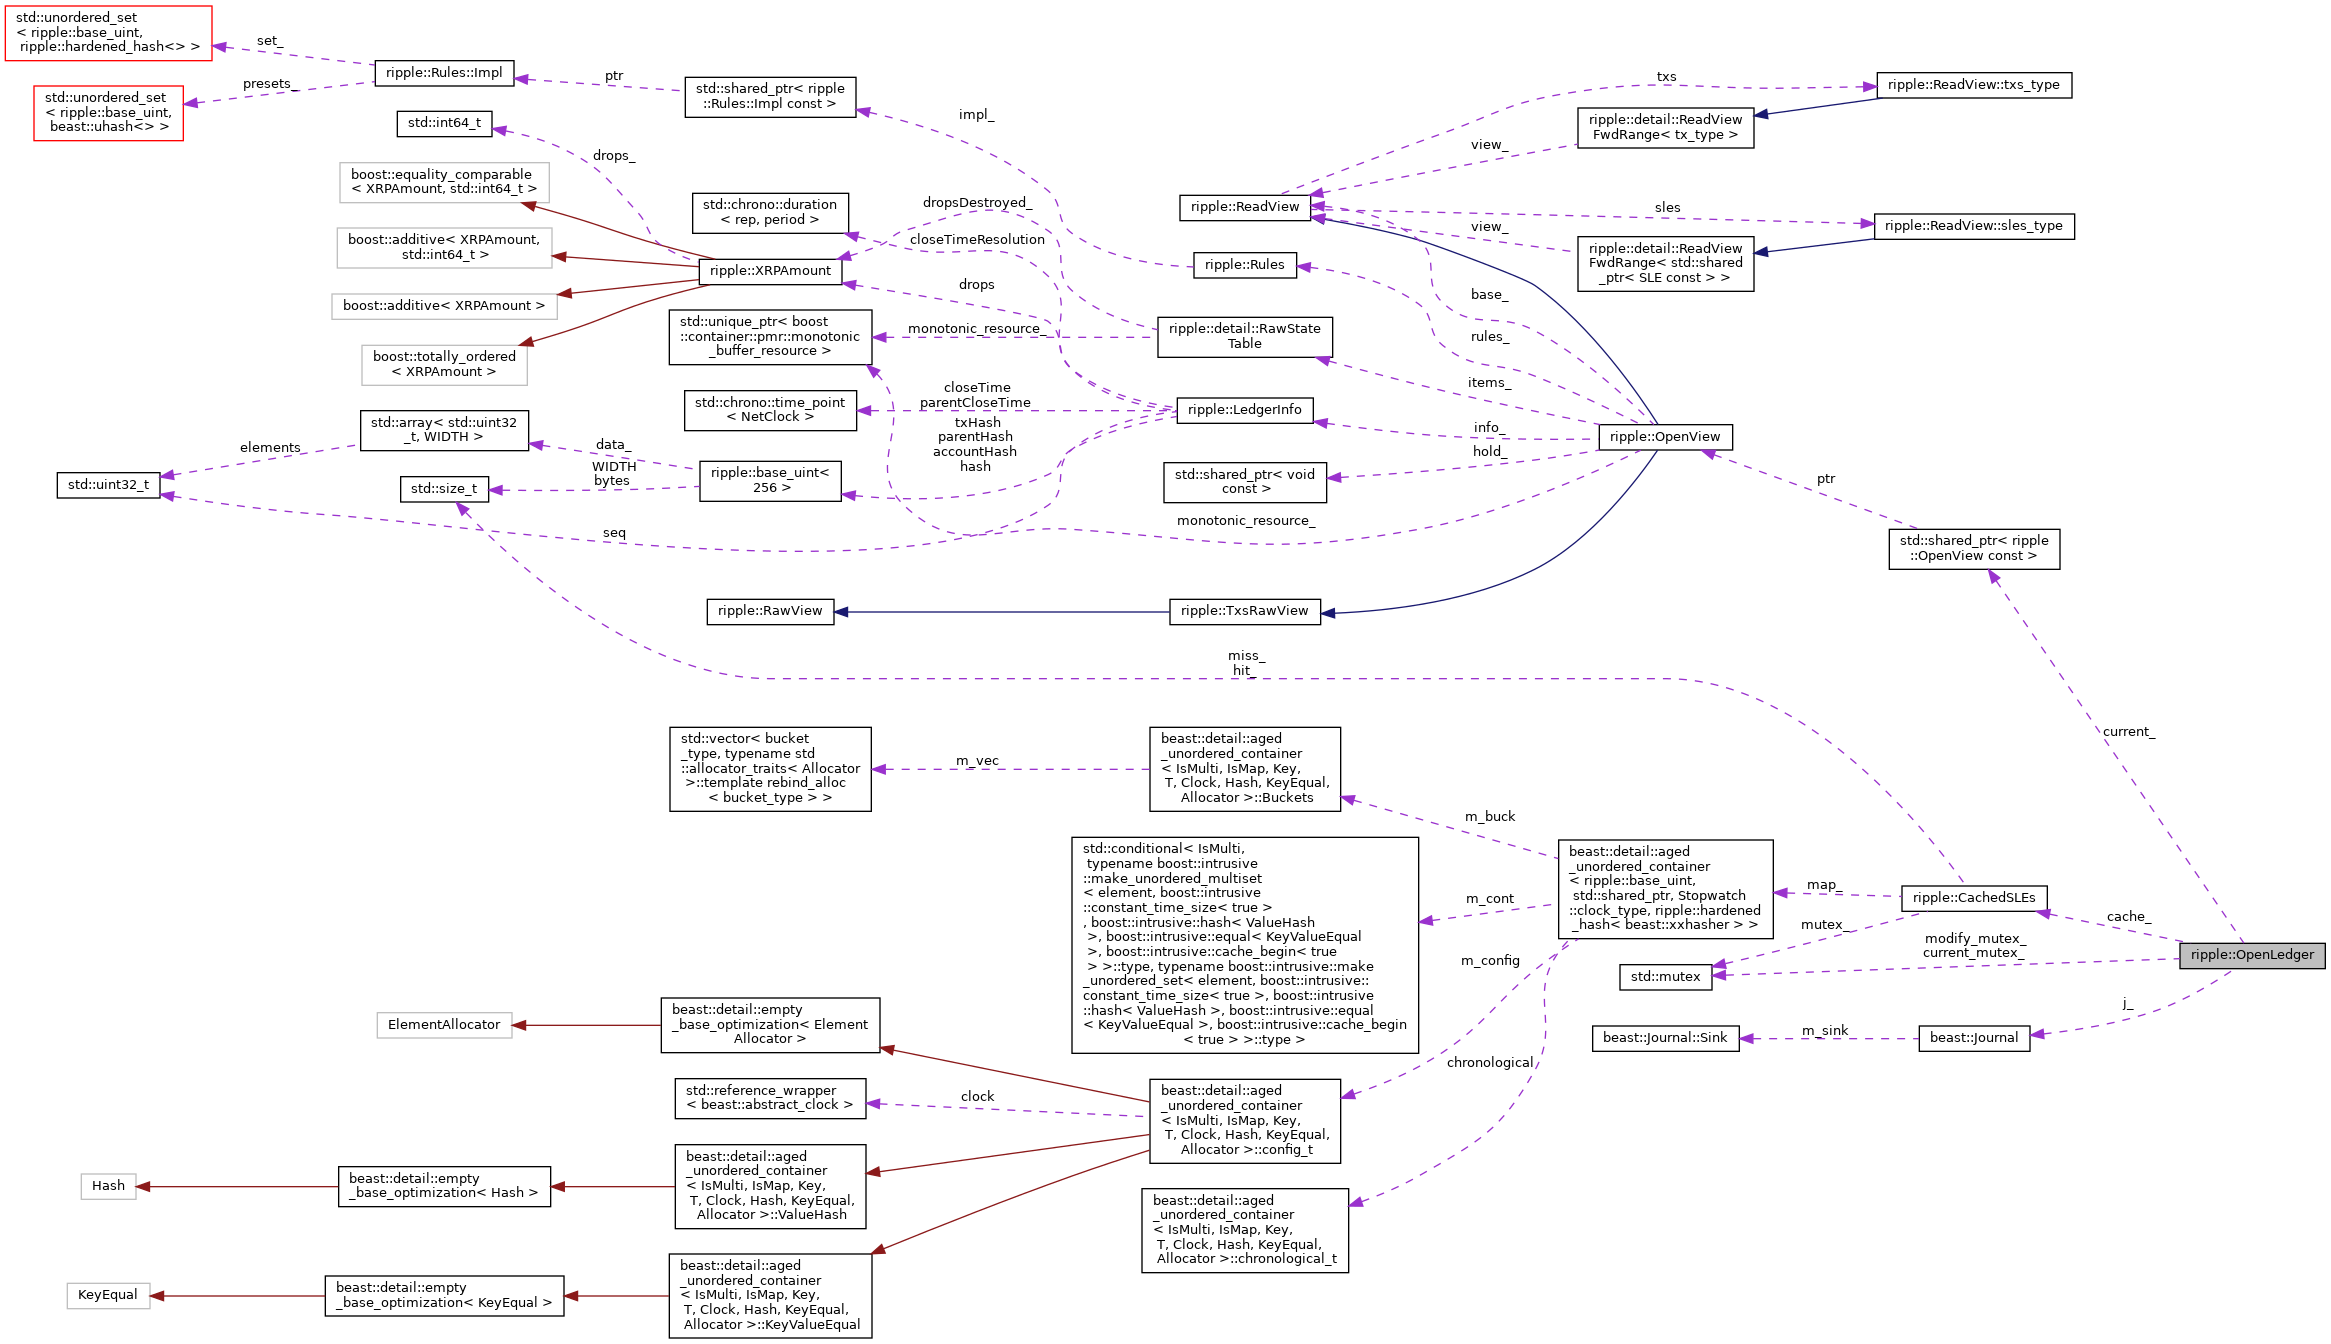 std::unordered_set
< ripple::base_uint,
ripple::hardened_hash<> >
set_
std::unordered_set
< ripple::base_uint,
beast::uhash<> >
presets_
ripple::Rules::Impl
ptr
std::shared_ptr< ripple
::Rules::Impl const >
impl_
std::int64_t
drops_
boost::equality_comparable
< XRPAmount, std::int64_t >
boost::additive< XRPAmount,
std::int64_t >
boost::additive< XRPAmount >
boost::totally_ordered
< XRPAmount >
std::chrono::duration
< rep, period >
ripple::XRPAmount
dropsDestroyed_
closeTimeResolution
drops
std::unique_ptr< boost
::container::pmr::monotonic
_buffer_resource >
monotonic_resource_
std::chrono::time_point
< NetClock >
closeTime
parentCloseTime
txHash
parentHash
accountHash
hash
std::array< std::uint32
_t, WIDTH >
elements
data_
std::uint32_t
std::size_t
WIDTH
bytes
ripple::base_uint<
256 >
seq
txs
ripple::ReadView::txs_type
ripple::detail::ReadView
FwdRange< tx_type >
view_
ripple::ReadView
sles
ripple::ReadView::sles_type
view_
ripple::detail::ReadView
FwdRange< std::shared
_ptr< SLE const > >
ripple::Rules
base_
rules_
ripple::detail::RawState
Table
items_
ripple::LedgerInfo
info_
ripple::OpenView
hold_
std::shared_ptr< void
const >
monotonic_resource_
ptr
std::shared_ptr< ripple
::OpenView const >
ripple::RawView
ripple::TxsRawView
miss_
hit_
current_
std::vector< bucket
_type, typename std
::allocator_traits< Allocator
>::template rebind_alloc
< bucket_type > >
m_vec
beast::detail::aged
_unordered_container
< IsMulti, IsMap, Key,
T, Clock, Hash, KeyEqual,
Allocator >::Buckets
m_buck
std::conditional< IsMulti,
typename boost::intrusive
::make_unordered_multiset
< element, boost::intrusive
::constant_time_size< true >
, boost::intrusive::hash< ValueHash
>, boost::intrusive::equal< KeyValueEqual
>, boost::intrusive::cache_begin< true
> >::type, typename boost::intrusive::make
_unordered_set< element, boost::intrusive::
constant_time_size< true >, boost::intrusive
::hash< ValueHash >, boost::intrusive::equal
< KeyValueEqual >, boost::intrusive::cache_begin
< true > >::type >
m_cont
m_config
chronological
beast::detail::aged
_unordered_container
< ripple::base_uint,
std::shared_ptr, Stopwatch
::clock_type, ripple::hardened
_hash< beast::xxhasher > >
map_
ripple::CachedSLEs
mutex_
cache_
modify_mutex_
current_mutex_
ripple::OpenLedger
std::mutex
j_
beast::Journal::Sink
m_sink
beast::Journal
ElementAllocator
beast::detail::empty
_base_optimization< Element
Allocator >
std::reference_wrapper
< beast::abstract_clock >
clock
beast::detail::aged
_unordered_container
< IsMulti, IsMap, Key,
T, Clock, Hash, KeyEqual,
Allocator >::config_t
Hash
beast::detail::empty
_base_optimization< Hash >
beast::detail::aged
_unordered_container
< IsMulti, IsMap, Key,
T, Clock, Hash, KeyEqual,
Allocator >::ValueHash
beast::detail::aged
_unordered_container
< IsMulti, IsMap, Key,
T, Clock, Hash, KeyEqual,
Allocator >::chronological_t
KeyEqual
beast::detail::empty
_base_optimization< KeyEqual >
beast::detail::aged
_unordered_container
< IsMulti, IsMap, Key,
T, Clock, Hash, KeyEqual,
Allocator >::KeyValueEqual